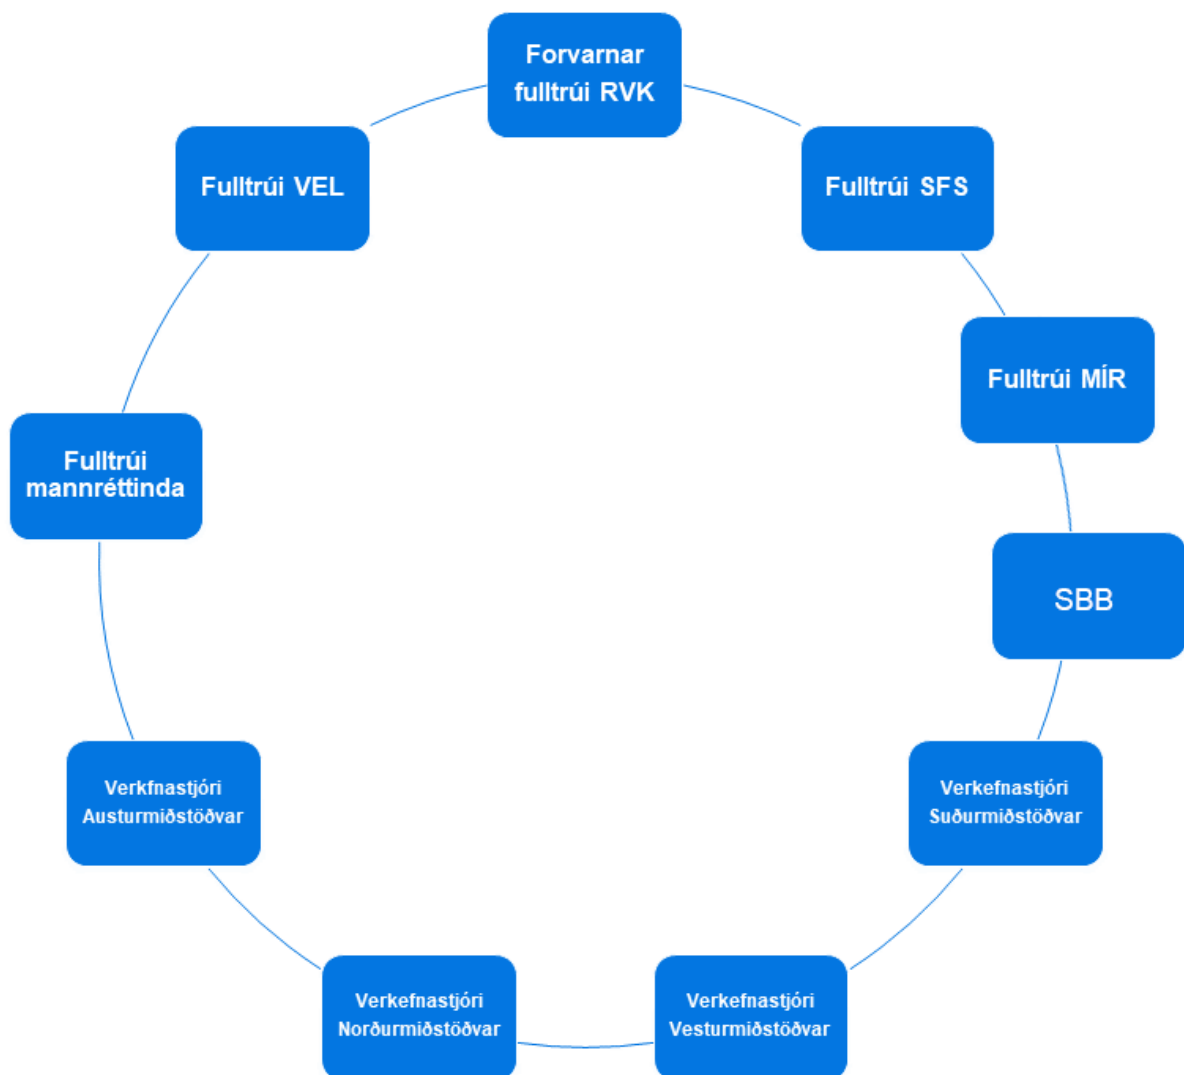 Forvarnar
fulltrúi RVK
Fulltrúi SFS
Fulltrúi MÍR
SBB
Verkefnastjóri
Suðurmiðstöðvar
Verkefnastjóri
Vesturmiðstöðvar
Verkefnastjóri
Norðurmiðstöðvar
Verkfnastjóri
Austurmiðstöðvar
Fulltrúi
mannréttinda
Fulltrúi VEL